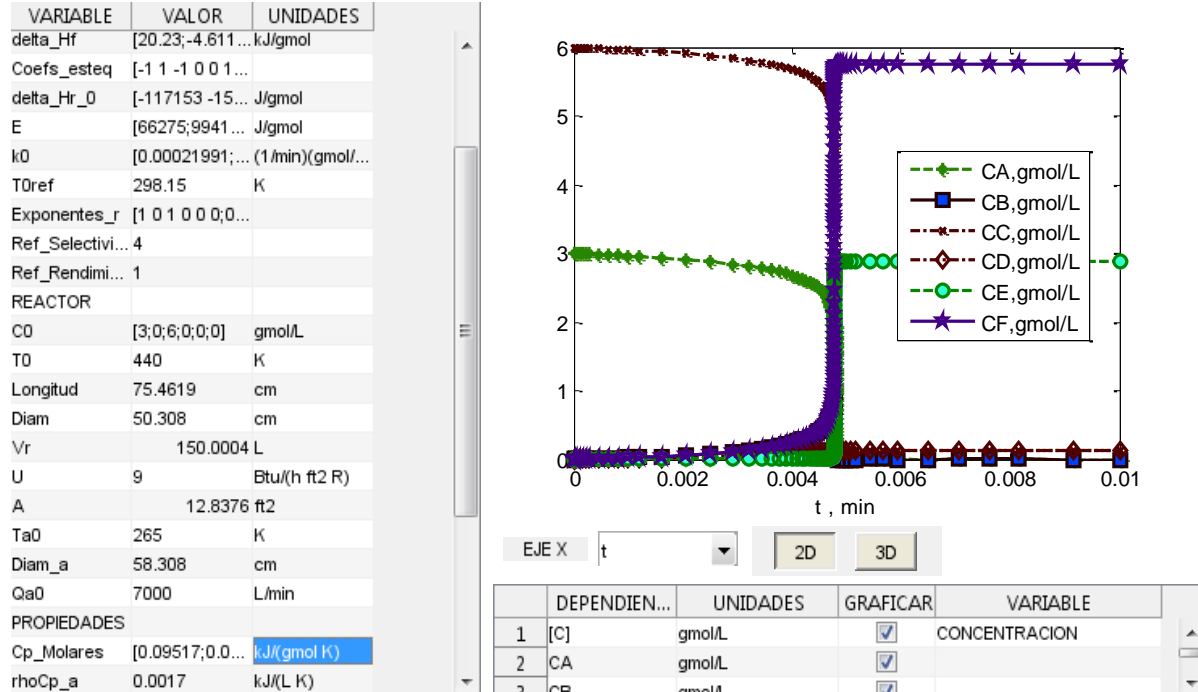 VARIABLE VALOR UNIDADES
delta_Hf [20.23;-4.611... kJ/gmol
Coefs_esteq [-1 1 -1 0 0 1...
delta_Hr_0 [-117153 -15... J/gmol
E [66275;9941... J/gmol
k0 [0.00021991;... (1/min)(gmol/...
T0ref 298.15 K
Exponentes_r [1 0 1 0 0 0;0...
Ref_Selectivi... 4
Ref_Rendimi... 1
REACTOR
C0 [3;0;6;0;0;0] gmol/L
T0 440 K
Longitud 75.4619 cm
Diam 50.308 cm
Vr 150.0004 L
U 9 Btu/(h ft2 R)
A 12.8376 ft2
Ta0 265 K
Diam_a 58.308 cm
Qa0 7000 L/min
PROPIEDADES
Cp_Molares [0.09517;0.0... kJ/(gmol K)
rhoCp_a 0.0017 kJ/(L K)
6
5
4
3
2
1
0
0 0.002 0.004 0.006 0.008 0.01
t , min
CA,gmol/L
CB,gmol/L
CC,gmol/L
CD,gmol/L
CE,gmol/L
CF,gmol/L
EJE X t 2D 3D
DEPENDIEN... UNIDADES GRAFICAR VARIABLE
1 [C] gmol/L CONCENTRACION
2 CA gmol/L
3 CB gmol/L